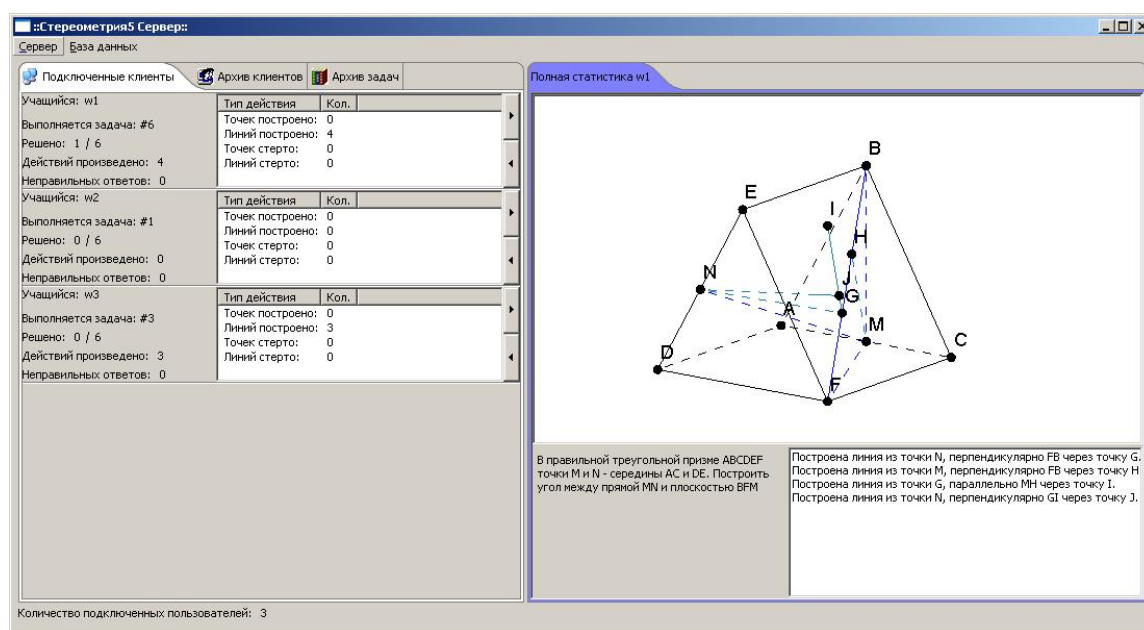 ::Стереометрия5 Сервер::
Сервер База данных
Подключенные клиенты Архив клиентов Архив задач
Учащийся: w1
Выполняется задача: #6
Решено: 1 / 6
Действий произведено: 4
Неправильных ответов: 0
Тип действия Кол.
Точек построено: 0
Линий построено: 4
Точек стерто: 0
Линий стерто: 0
Учащийся: w2
Выполняется задача: #1
Решено: 0 / 6
Действий произведено: 0
Неправильных ответов: 0
Тип действия Кол.
Точек построено: 0
Линий построено: 0
Точек стерто: 0
Линий стерто: 0
Учащийся: w3
Выполняется задача: #3
Решено: 0 / 6
Действий произведено: 3
Неправильных ответов: 0
Тип действия Кол.
Точек построено: 0
Линий построено: 3
Точек стерто: 0
Линий стерто: 0
Полная статистика w1
B
E
I
H
N
J
G
A
M
C
D
F
В правильной треугольной призме ABCDEF
точки M и N - середины AC и DE. Построить
угол между прямой MN и плоскостью BFM
Построена линия из точки N, перпендикулярно FB через точку G.
Построена линия из точки M, перпендикулярно FB через точку H
Построена линия из точки G, параллельно MH через точку I.
Построена линия из точки N, перпендикулярно GI через точку J.
Количество подключенных пользователей: 3